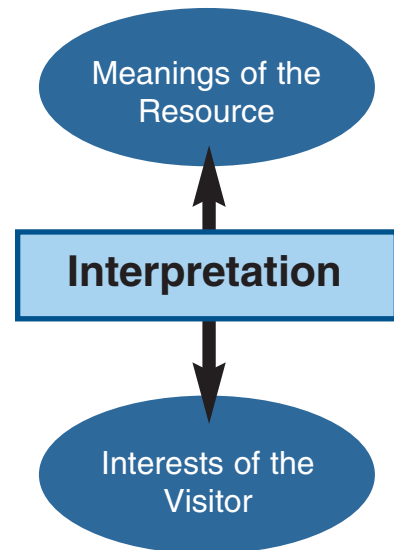 Meanings of the
Resource
Interpretation
Interests of the
Visitor